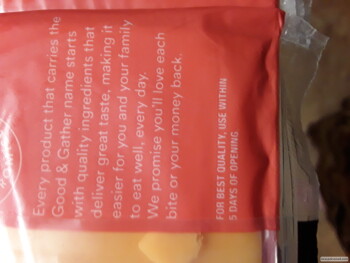 Every product that carries the
Good & Gather name starts
with quality ingredients that
deliver great taste, making it
easier for you and your family
to eat well, every day.
We promise you'll love each
bite or your money back.
FOR BEST QUALITY, USE WITHIN
5 DAYS OF OPENING